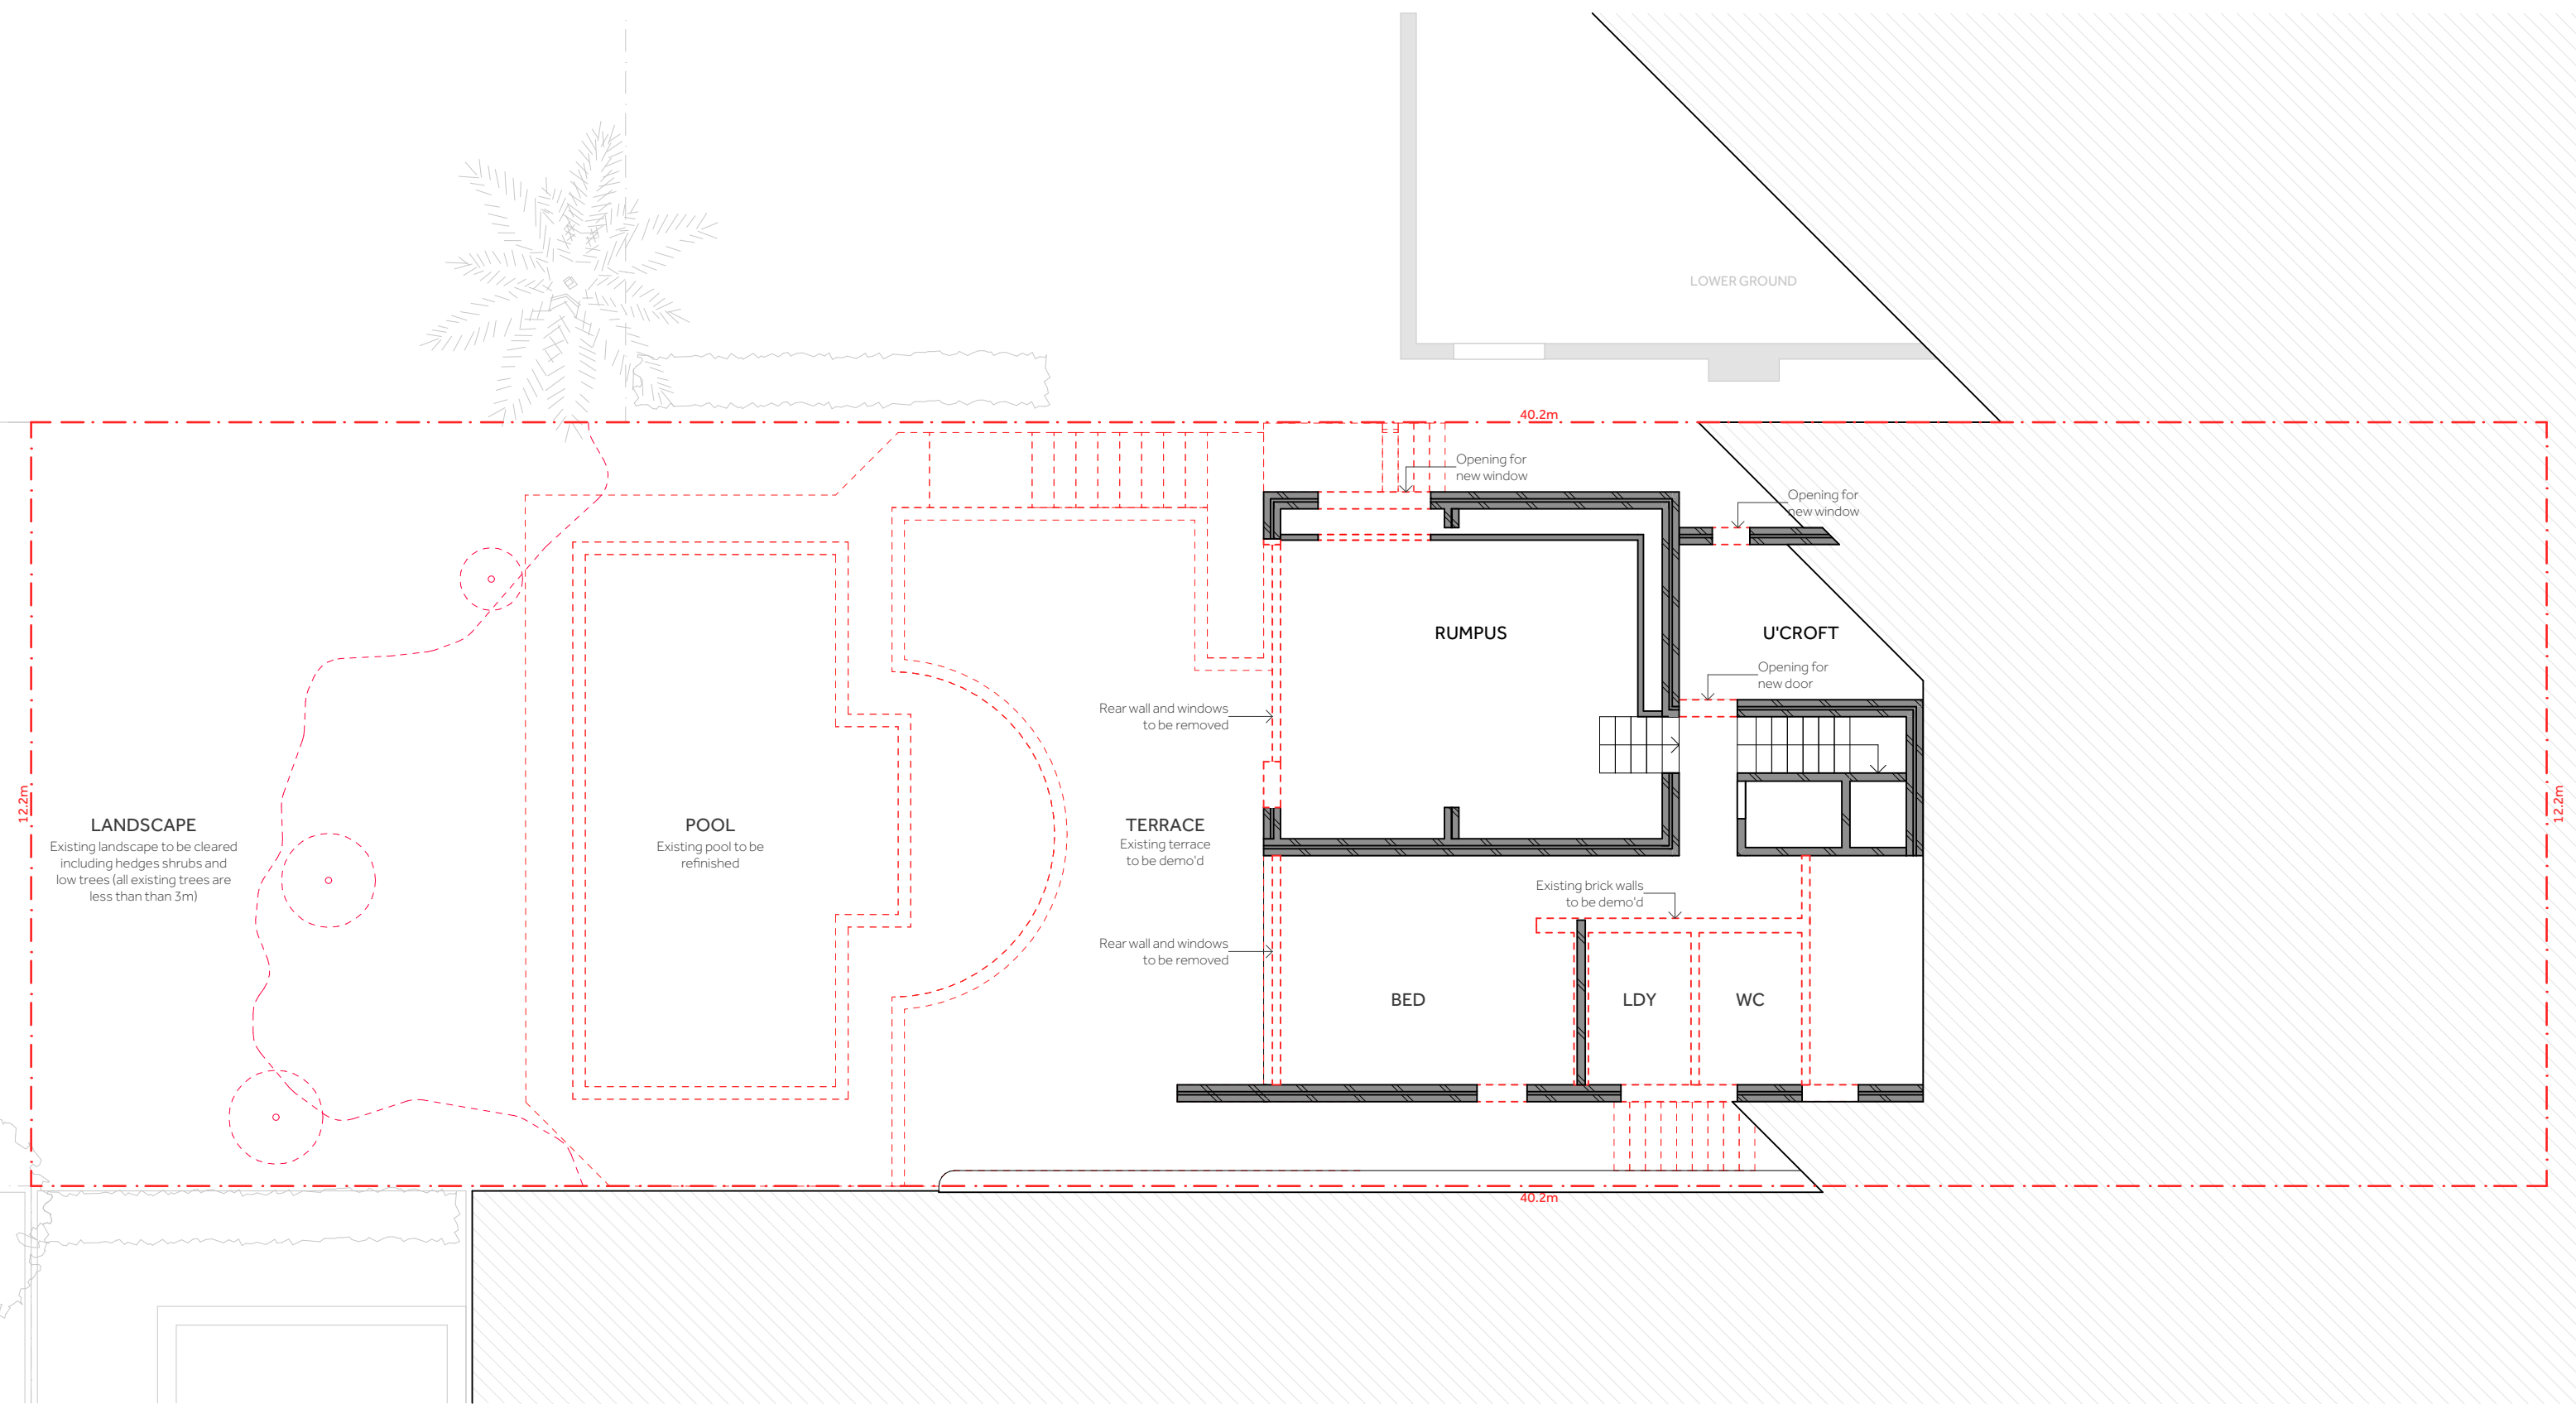 LOWER GROUND
40.2m
Opening for
new window
Opening for
new window
RUMPUS
U'CROFT
Opening for
new door
Rear wall and windows
to be removed
12.2m
LANDSCAPE
Existing landscape to be cleared
including hedges shrubs and
low trees (all existing trees are
less than than 3m)
POOL
Existing pool to be
refinished
TERRACE
Existing terrace
to be demo'd
12.2m
Existing brick walls
to be demo'd
Rear wall and windows
to be removed
BED
LDY
WC
40.2m